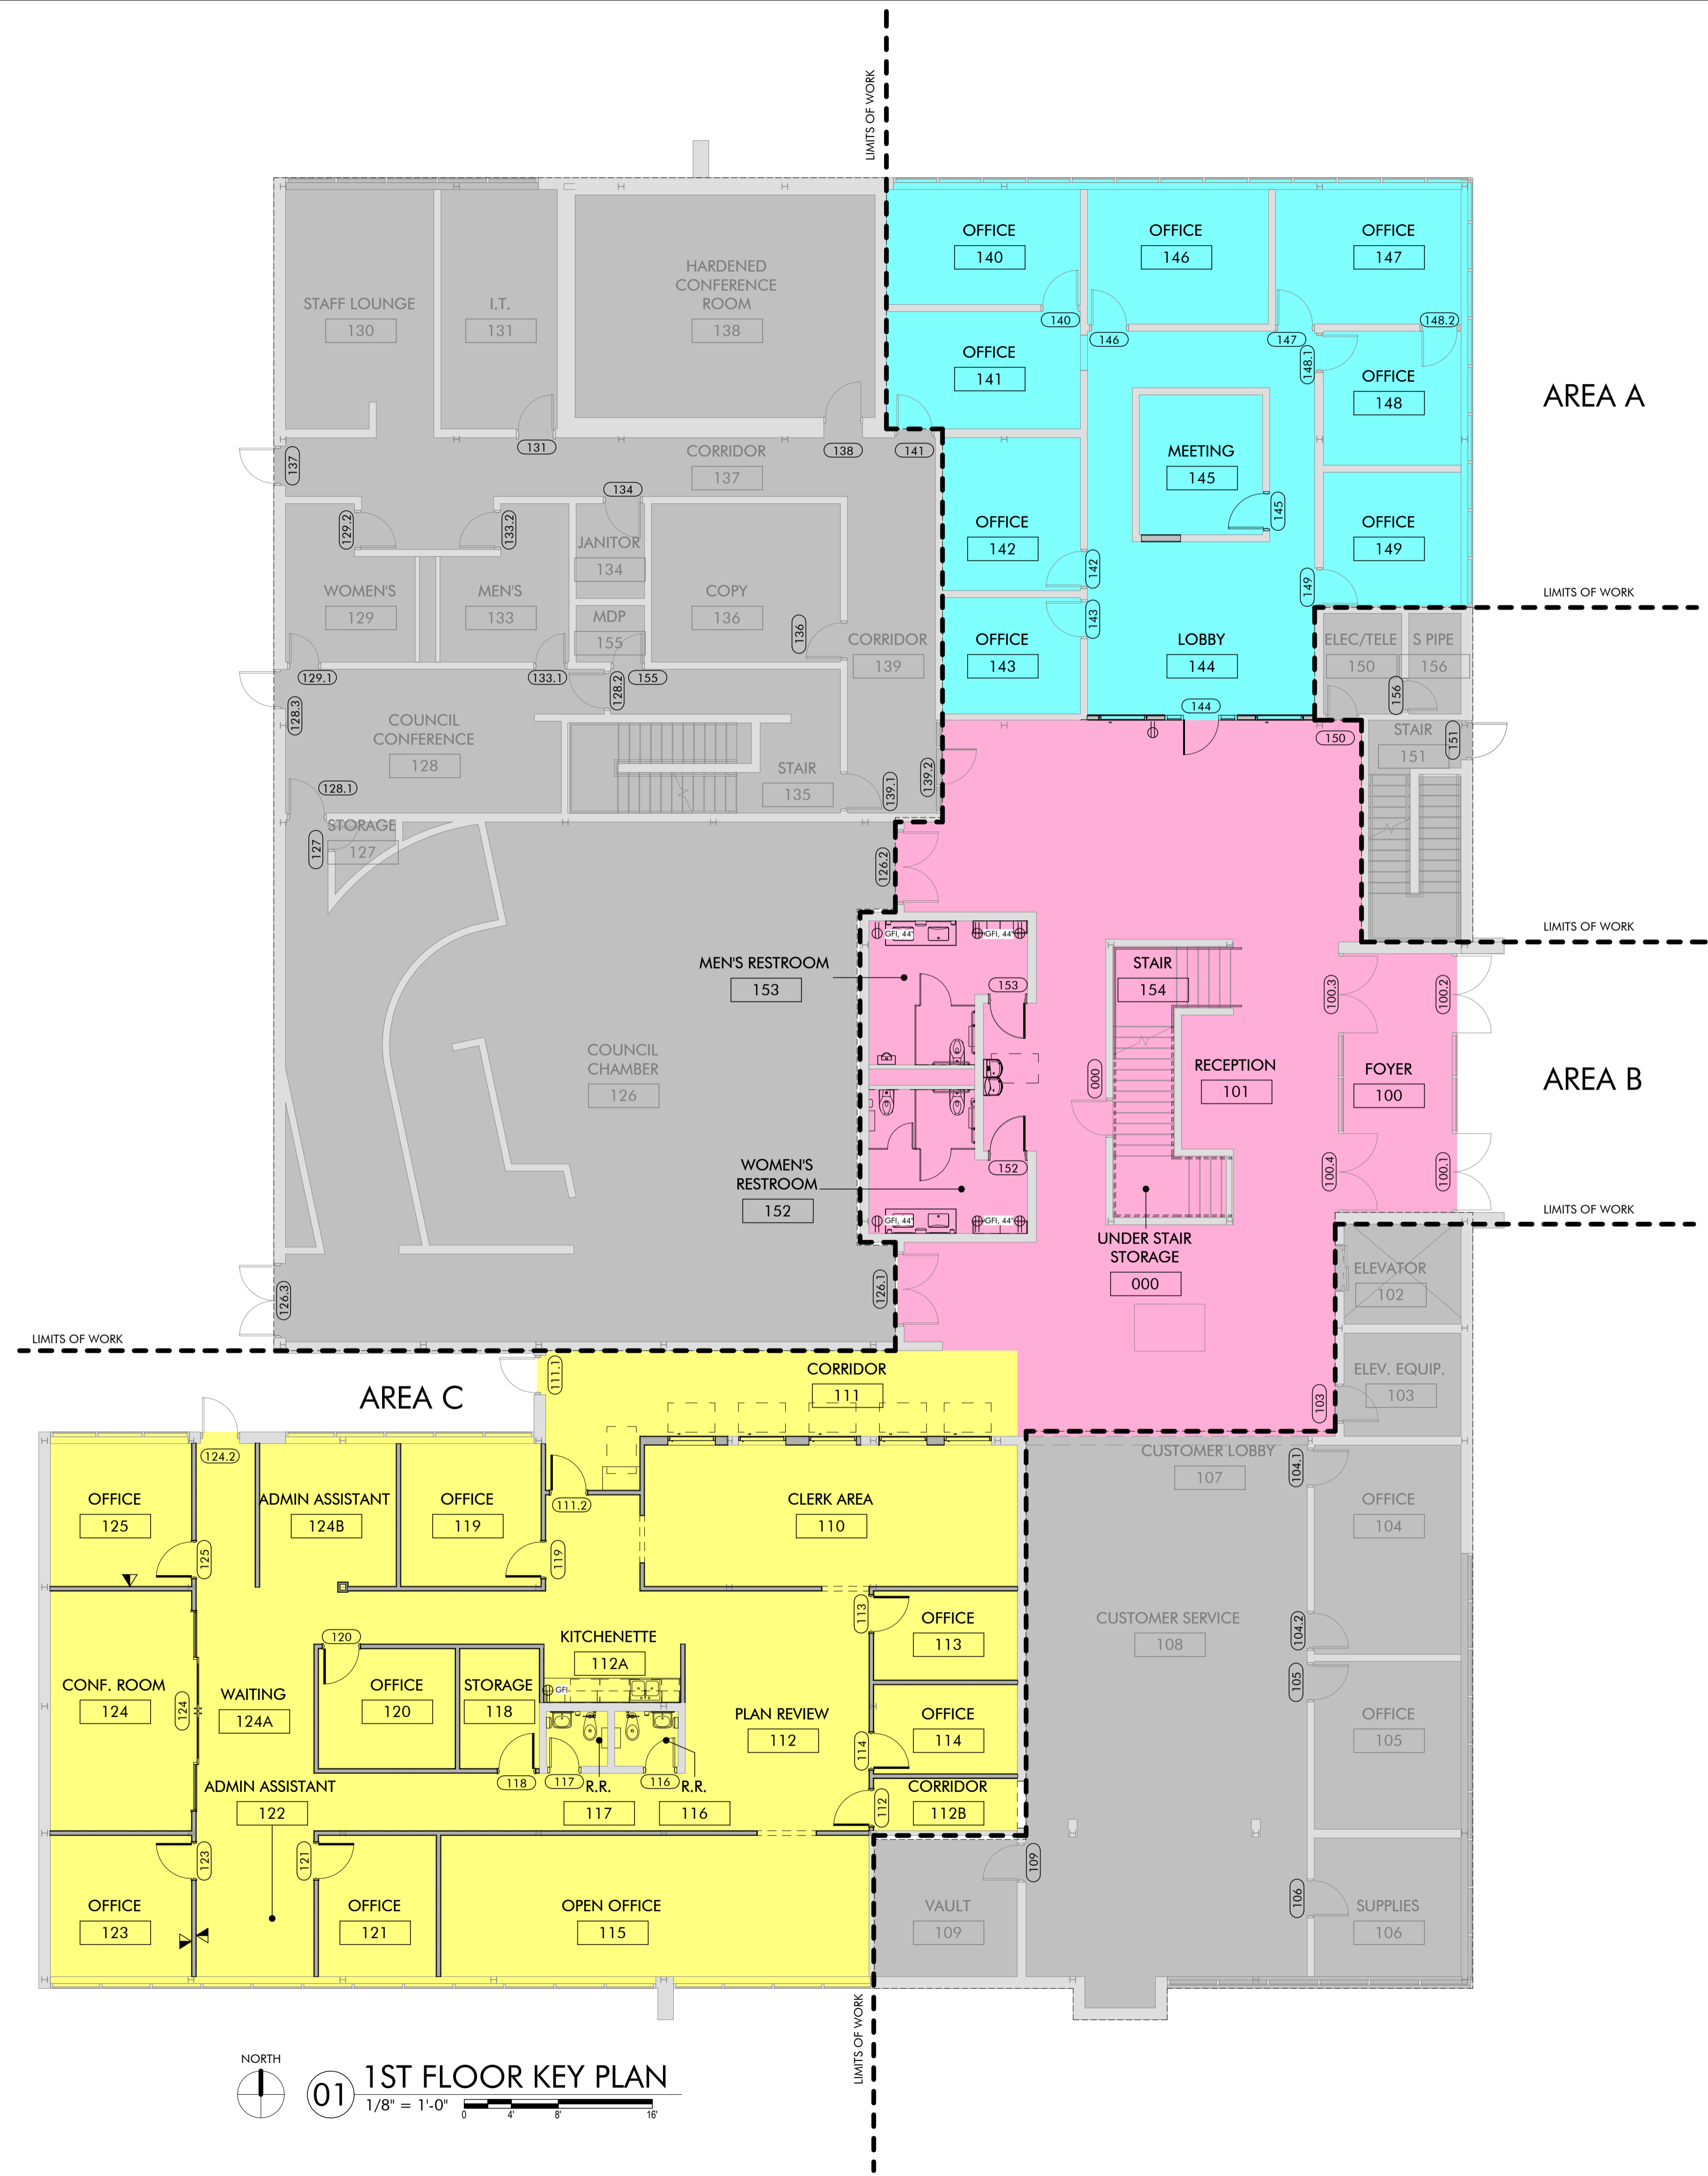 LIMITS OF WORK
OFFICE
140
OFFICE
146
OFFICE
147
HARDENED
CONFERENCE
ROOM
138
STAFF LOUNGE
130
I.T.
131
140
146
147
148.2
148.1
OFFICE
141
OFFICE
148
AREA A
131
138
141
137
CORRIDOR
137
MEETING
145
145
134
129.2
133.2
JANITOR
134
OFFICE
142
OFFICE
149
142
149
WOMEN'S
129
MEN'S
133
COPY
136
MDP
155
136
143
LIMITS OF WORK
CORRIDOR
139
OFFICE
143
LOBBY
144
ELEC/TELE
150
S PIPE
156
156
129.1
133.1
128.2
155
128.3
144
150
COUNCIL
CONFERENCE
128
STAIR
151
151
STAIR
135
128.1
139.1
139.2
STORAGE
127
127
126.2
LIMITS OF WORK
GFI, 44"
GFI, 44"
MEN'S RESTROOM
153
153
STAIR
154
100.3
100.2
COUNCIL
CHAMBER
126
000
RECEPTION
101
FOYER
100
AREA B
WOMEN'S
RESTROOM
152
152
100.4
100.1
GFI, 44"
GFI, 44"
LIMITS OF WORK
UNDER STAIR
STORAGE
000
126.3
126.1
ELEVATOR
102
LIMITS OF WORK
111.1
CORRIDOR
111
ELEV. EQUIP.
103
103
AREA C
124.2
CUSTOMER LOBBY
107
104.1
OFFICE
125
ADMIN ASSISTANT
124B
OFFICE
119
111.2
CLERK AREA
110
OFFICE
104
125
119
113
OFFICE
113
CUSTOMER SERVICE
108
104.2
120
KITCHENETTE
112A
105
CONF. ROOM
124
124
WAITING
124A
OFFICE
120
STORAGE
118
GFI
PLAN REVIEW
112
OFFICE
114
114
OFFICE
105
118
117
116
ADMIN ASSISTANT
122
R.R.
117
R.R.
116
112
CORRIDOR
112B
123
121
109
106
OFFICE
123
OFFICE
121
OPEN OFFICE
115
VAULT
109
SUPPLIES
106
LIMITS OF WORK
NORTH
01
1ST FLOOR KEY PLAN
1/8" = 1'-0"
0 4' 8' 16'